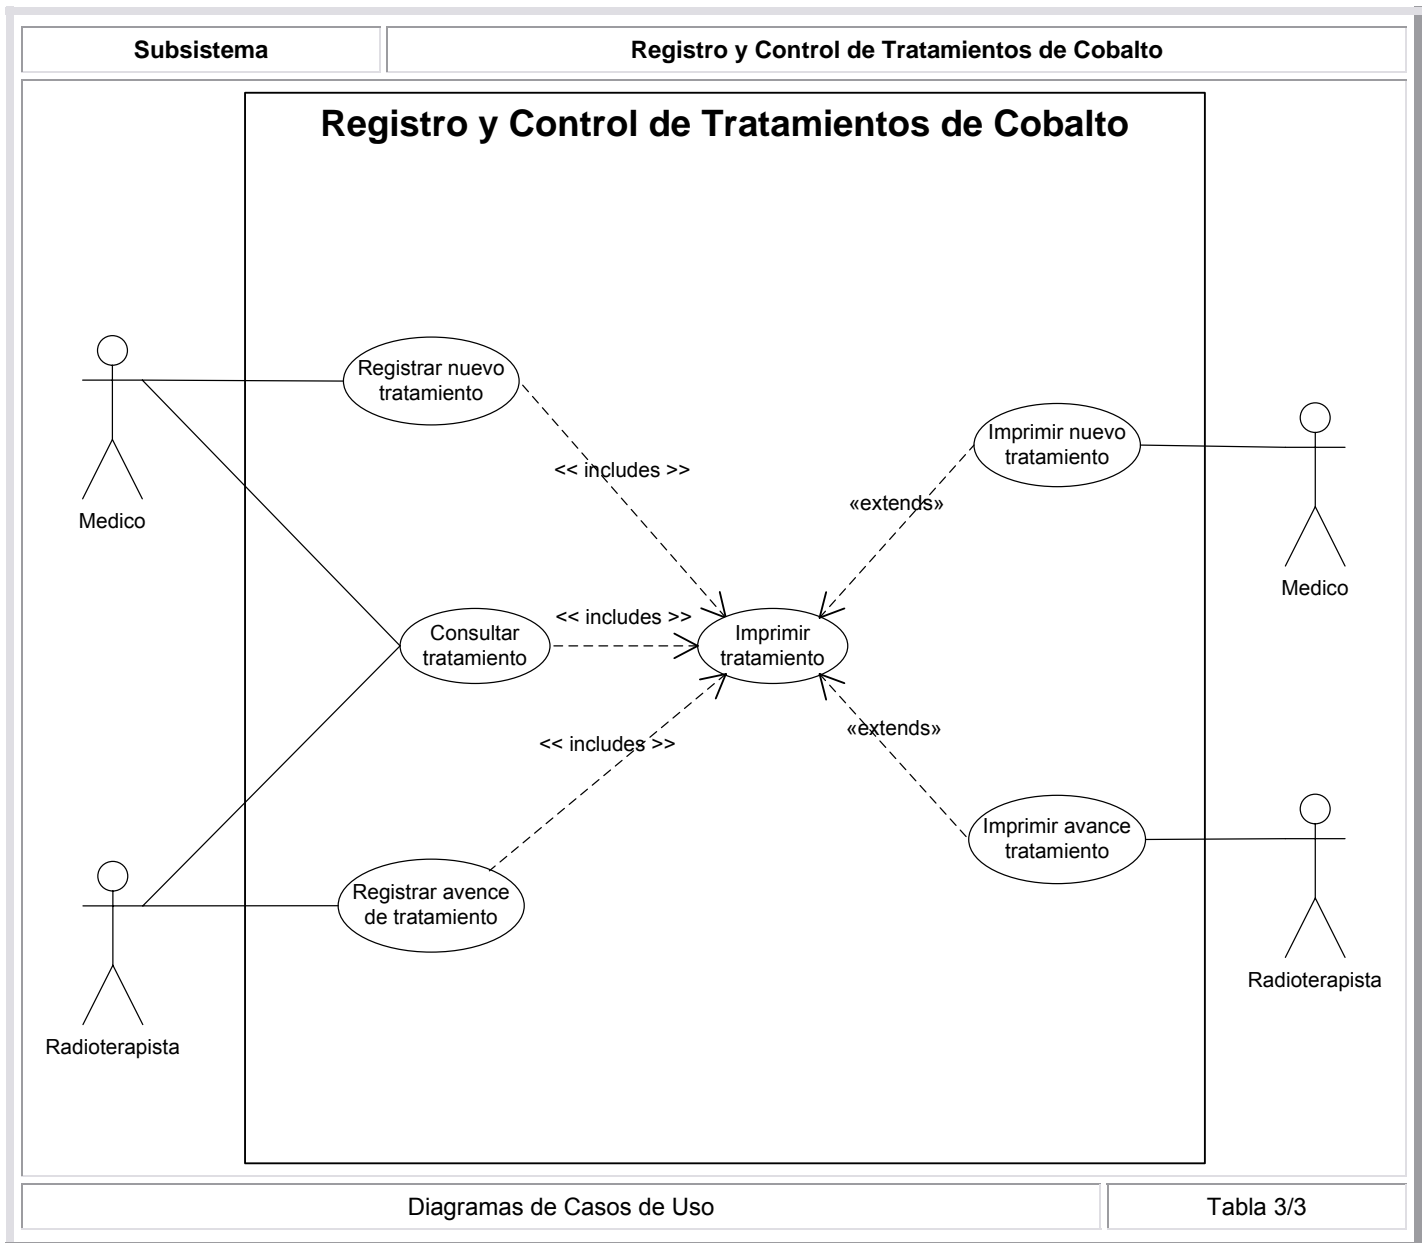 Subsistema
Registro y Control de Tratamientos de Cobalto
Registro y Control de Tratamientos de Cobalto
Registrar nuevo
tratamiento
Imprimir nuevo
tratamiento
<< includes >>
«extends»
Medico
Medico
<< includes >>
Consultar
tratamiento
Imprimir
tratamiento
<< includes >>
«extends»
Imprimir avance
tratamiento
Registrar avence
de tratamiento
Radioterapista
Radioterapista
Diagramas de Casos de Uso
Tabla 3/3